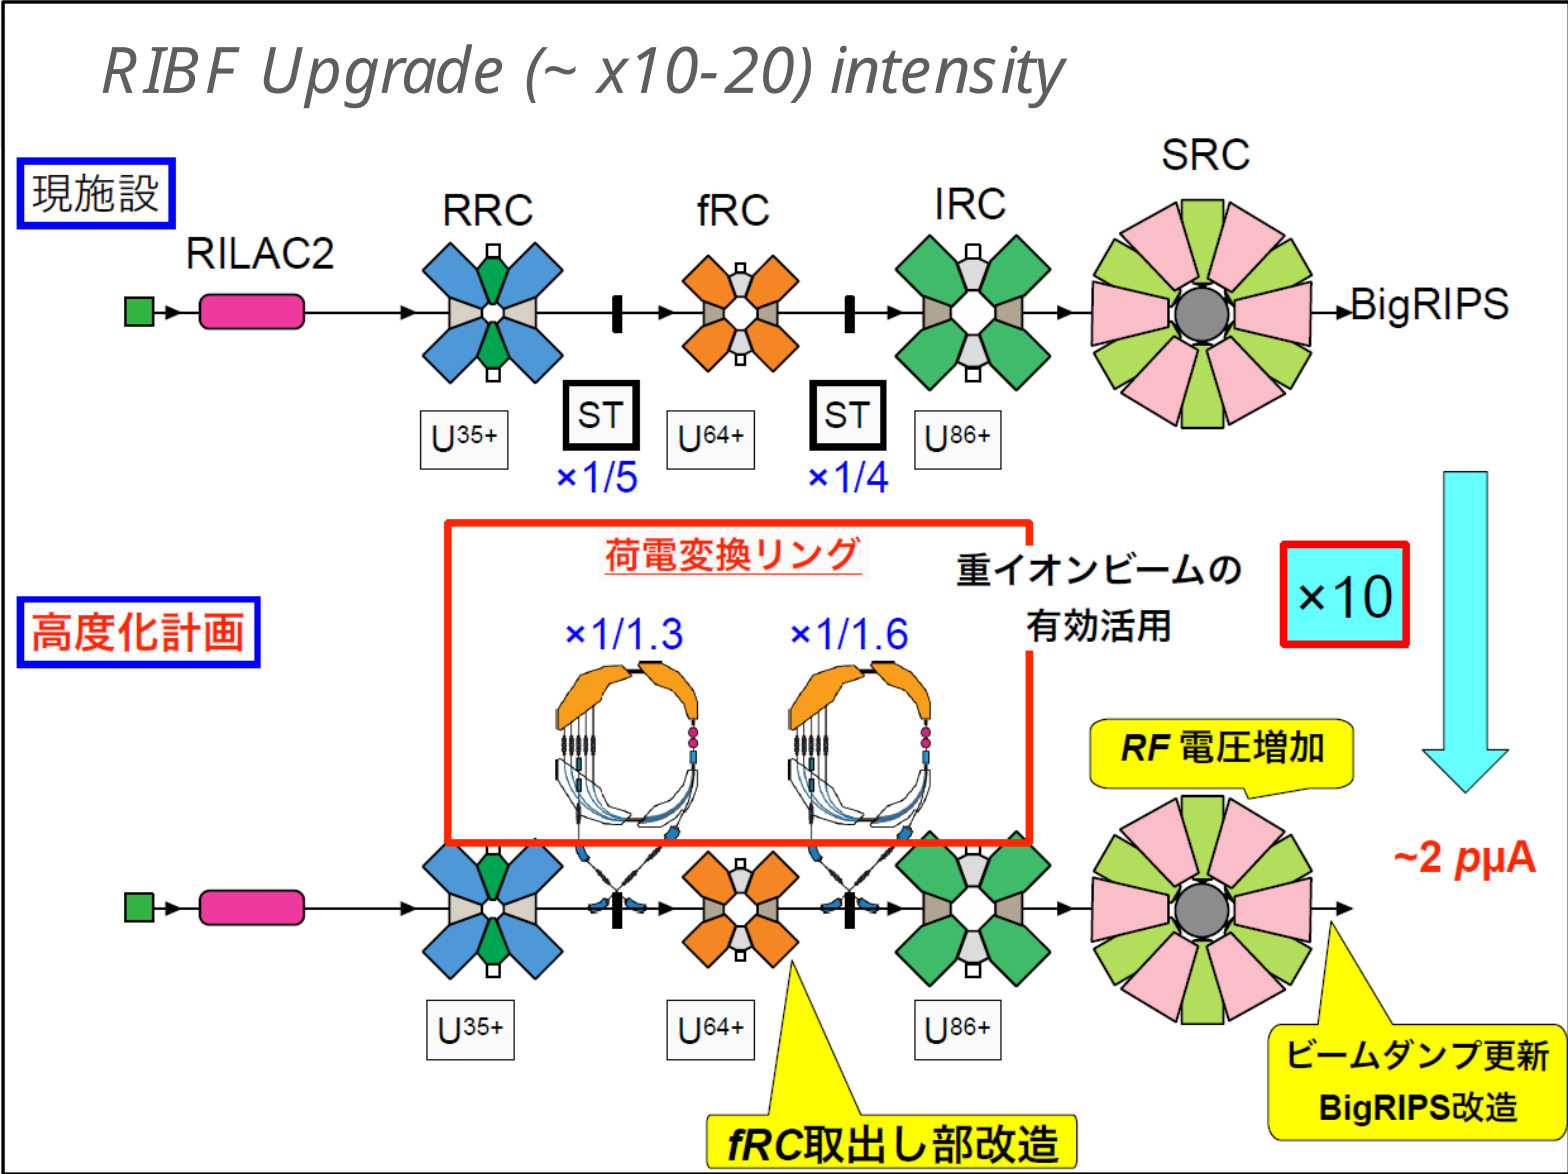 RIBF Upgrade (~ x10-20) intensity
現施設
RILAC2
RRC
fRC
IRC
SRC
BigRIPS
U35+
ST
×1/5
U64+
ST
×1/4
U86+
荷電変換リング
重イオンビームの
有効活用
×10
高度化計画
×1/1.3
×1/1.6
RF 電圧増加
~2 pμA
U35+
U64+
U86+
ビームダンプ更新
BigRIPS改造
fRC取出し部改造